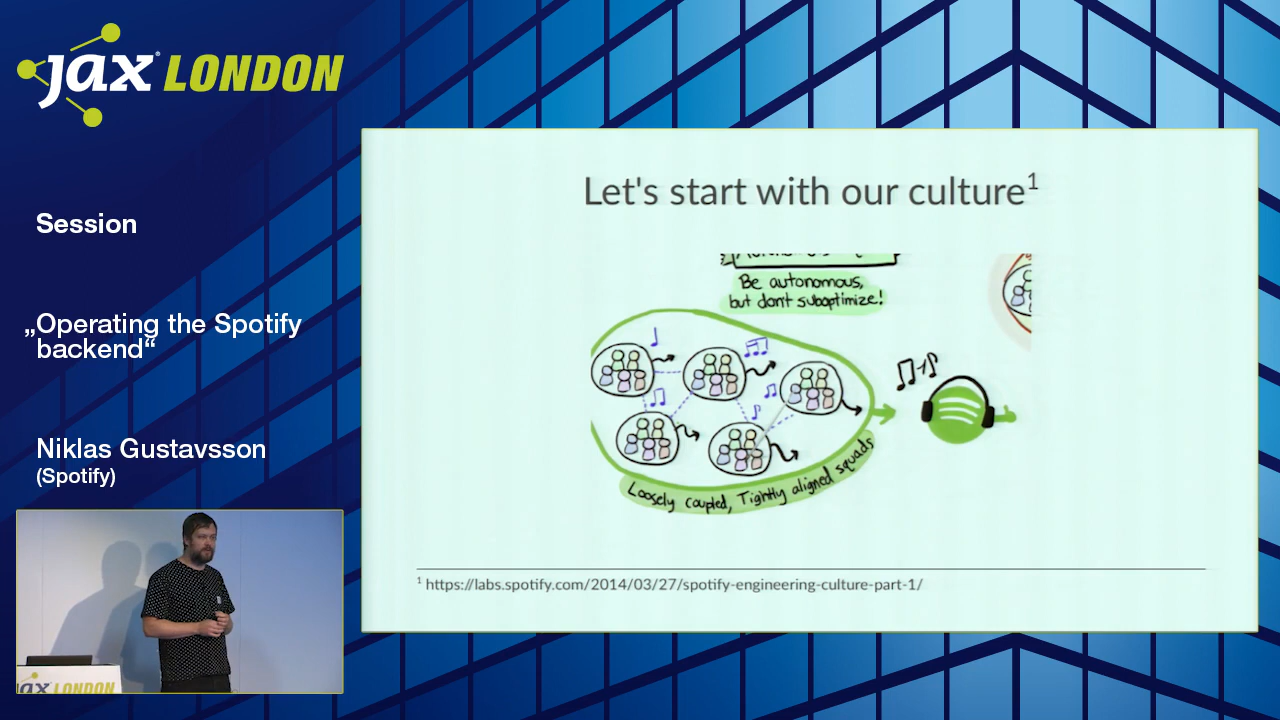 jax LONDON
Session
„Operating the Spotify
backend“
Niklas Gustavsson
(Spotify)
Let's start with our culture¹
Be autonomous,
but don't suboptimize!
Loosely coupled, Tightly aligned squads
¹ https://labs.spotify.com/2014/03/27/spotify-engineering-culture-part-1/
jax LONDON